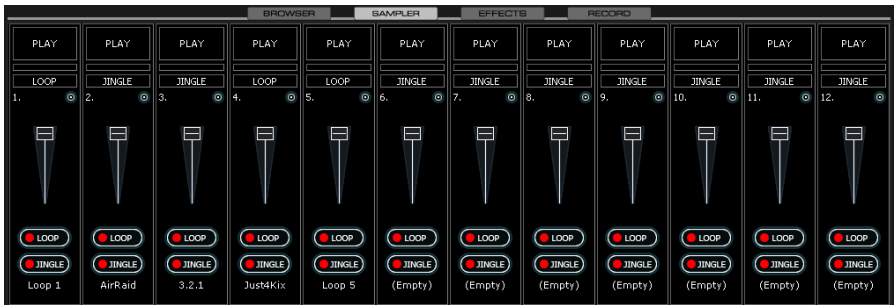 BROWSER SAMPLER EFFECTS RECORD
PLAY PLAY PLAY PLAY PLAY PLAY PLAY PLAY PLAY PLAY PLAY PLAY
LOOP JINGLE JINGLE LOOP LOOP JINGLE JINGLE JINGLE JINGLE JINGLE JINGLE JINGLE
1. 2. 3. 4. 5. 6. 7. 8. 9. 10. 11. 12.
LOOP LOOP LOOP LOOP LOOP LOOP LOOP LOOP LOOP LOOP LOOP LOOP
JINGLE JINGLE JINGLE JINGLE JINGLE JINGLE JINGLE JINGLE JINGLE JINGLE JINGLE JINGLE
Loop 1 AirRaid 3.2.1 Just4Kix Loop 5 (Empty) (Empty) (Empty) (Empty) (Empty) (Empty) (Empty)